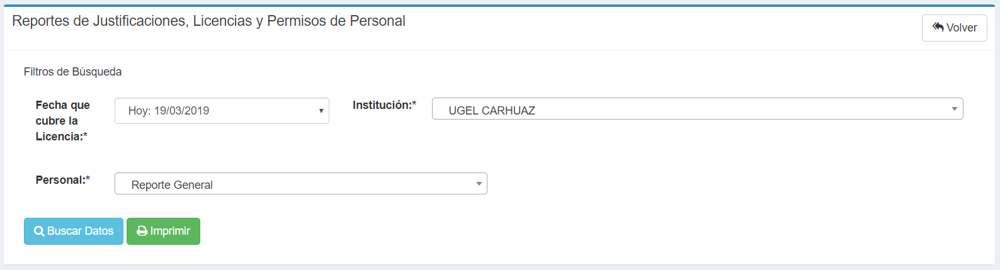 Reportes de Justificaciones, Licencias y Permisos de Personal
Volver
Filtros de Búsqueda
Fecha que
cubre la
Licencia:*
Hoy: 19/03/2019
Institución:*
UGEL CARHUAZ
Personal:*
Reporte General
Buscar Datos
Imprimir